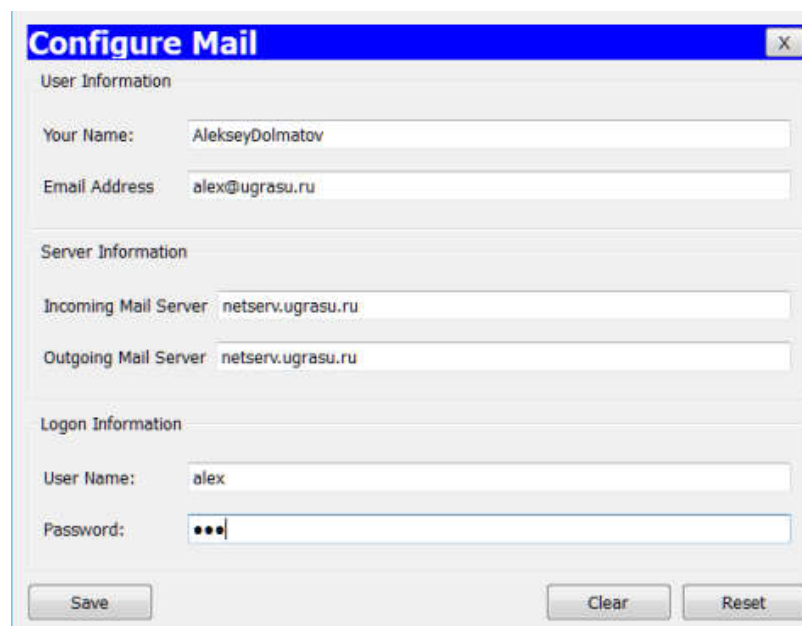 Configure Mail X
User Information
Your Name: AlekseyDolmatov
Email Address alex@ugrasu.ru
Server Information
Incoming Mail Server netserv.ugrasu.ru
Outgoing Mail Server netserv.ugrasu.ru
Logon Information
User Name: alex
Password: ●●●
Save Clear Reset